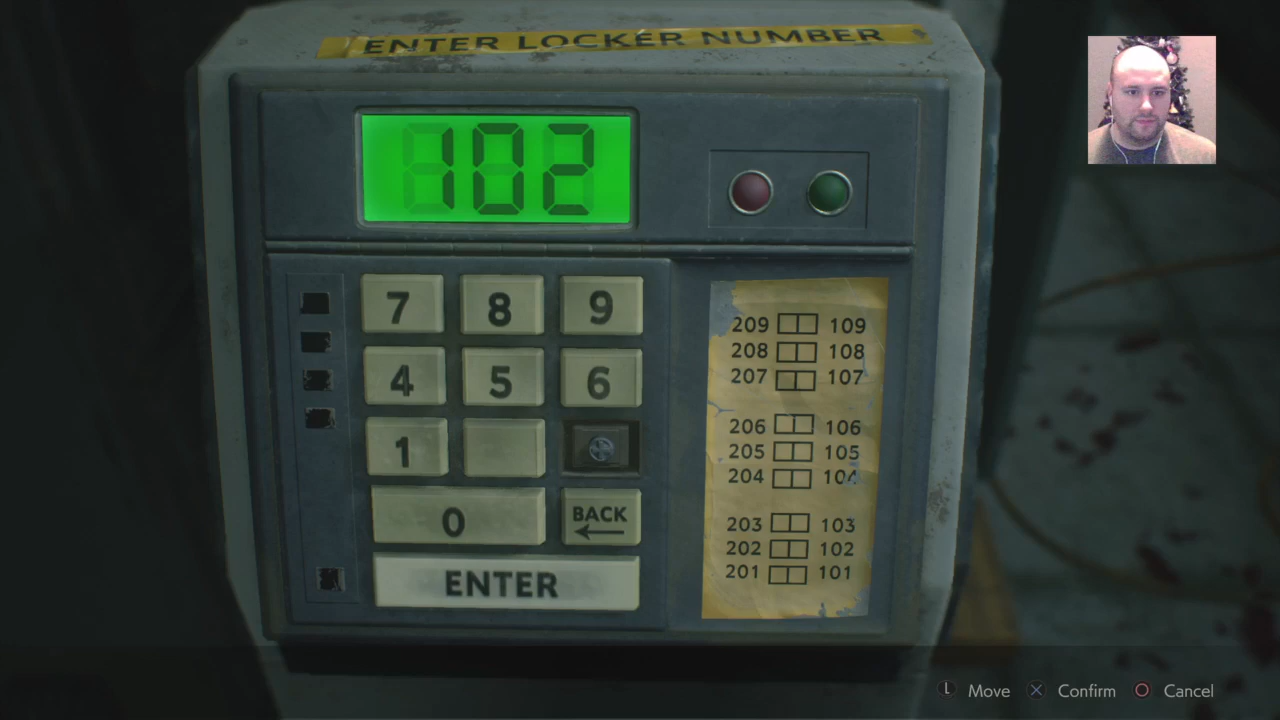 ENTER LOCKER NUMBER
102
7 8 9
4 5 6
1
0 BACK
ENTER
209 109
208 108
207 107
206 106
205 105
204 104
203 103
202 102
201 101
L Move X Confirm O Cancel